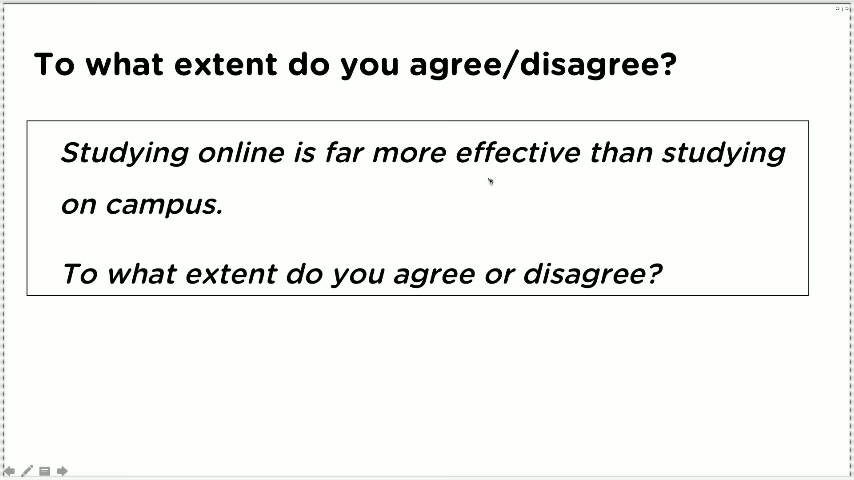 To what extent do you agree/disagree?
Studying online is far more effective than studying
on campus.
To what extent do you agree or disagree?